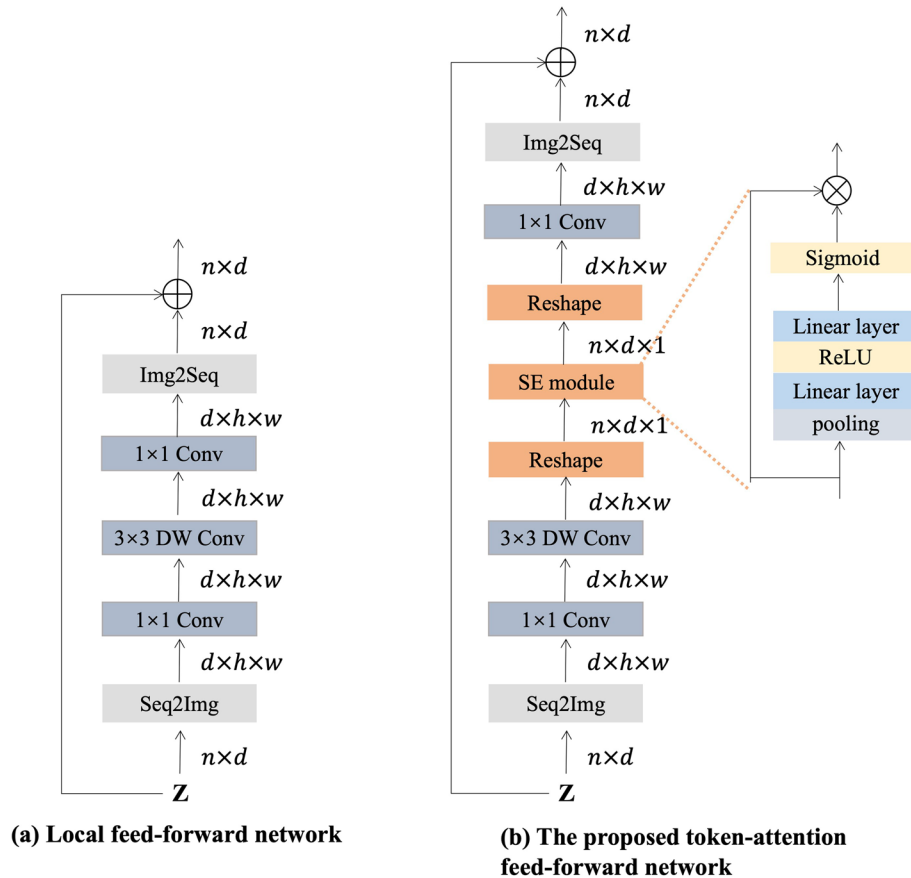 n×d
n×d
Img2Seq
d×h×w
1×1 Conv
d×h×w
3×3 DW Conv
d×h×w
1×1 Conv
d×h×w
Seq2Img
n×d
Z
(a) Local feed-forward network
n×d
n×d
Img2Seq
d×h×w
1×1 Conv
d×h×w
Reshape
n×d×1
SE module
n×d×1
Reshape
d×h×w
3×3 DW Conv
d×h×w
1×1 Conv
d×h×w
Seq2Img
n×d
Z
Sigmoid
Linear layer
ReLU
Linear layer
pooling
(b) The proposed token-attention
feed-forward network